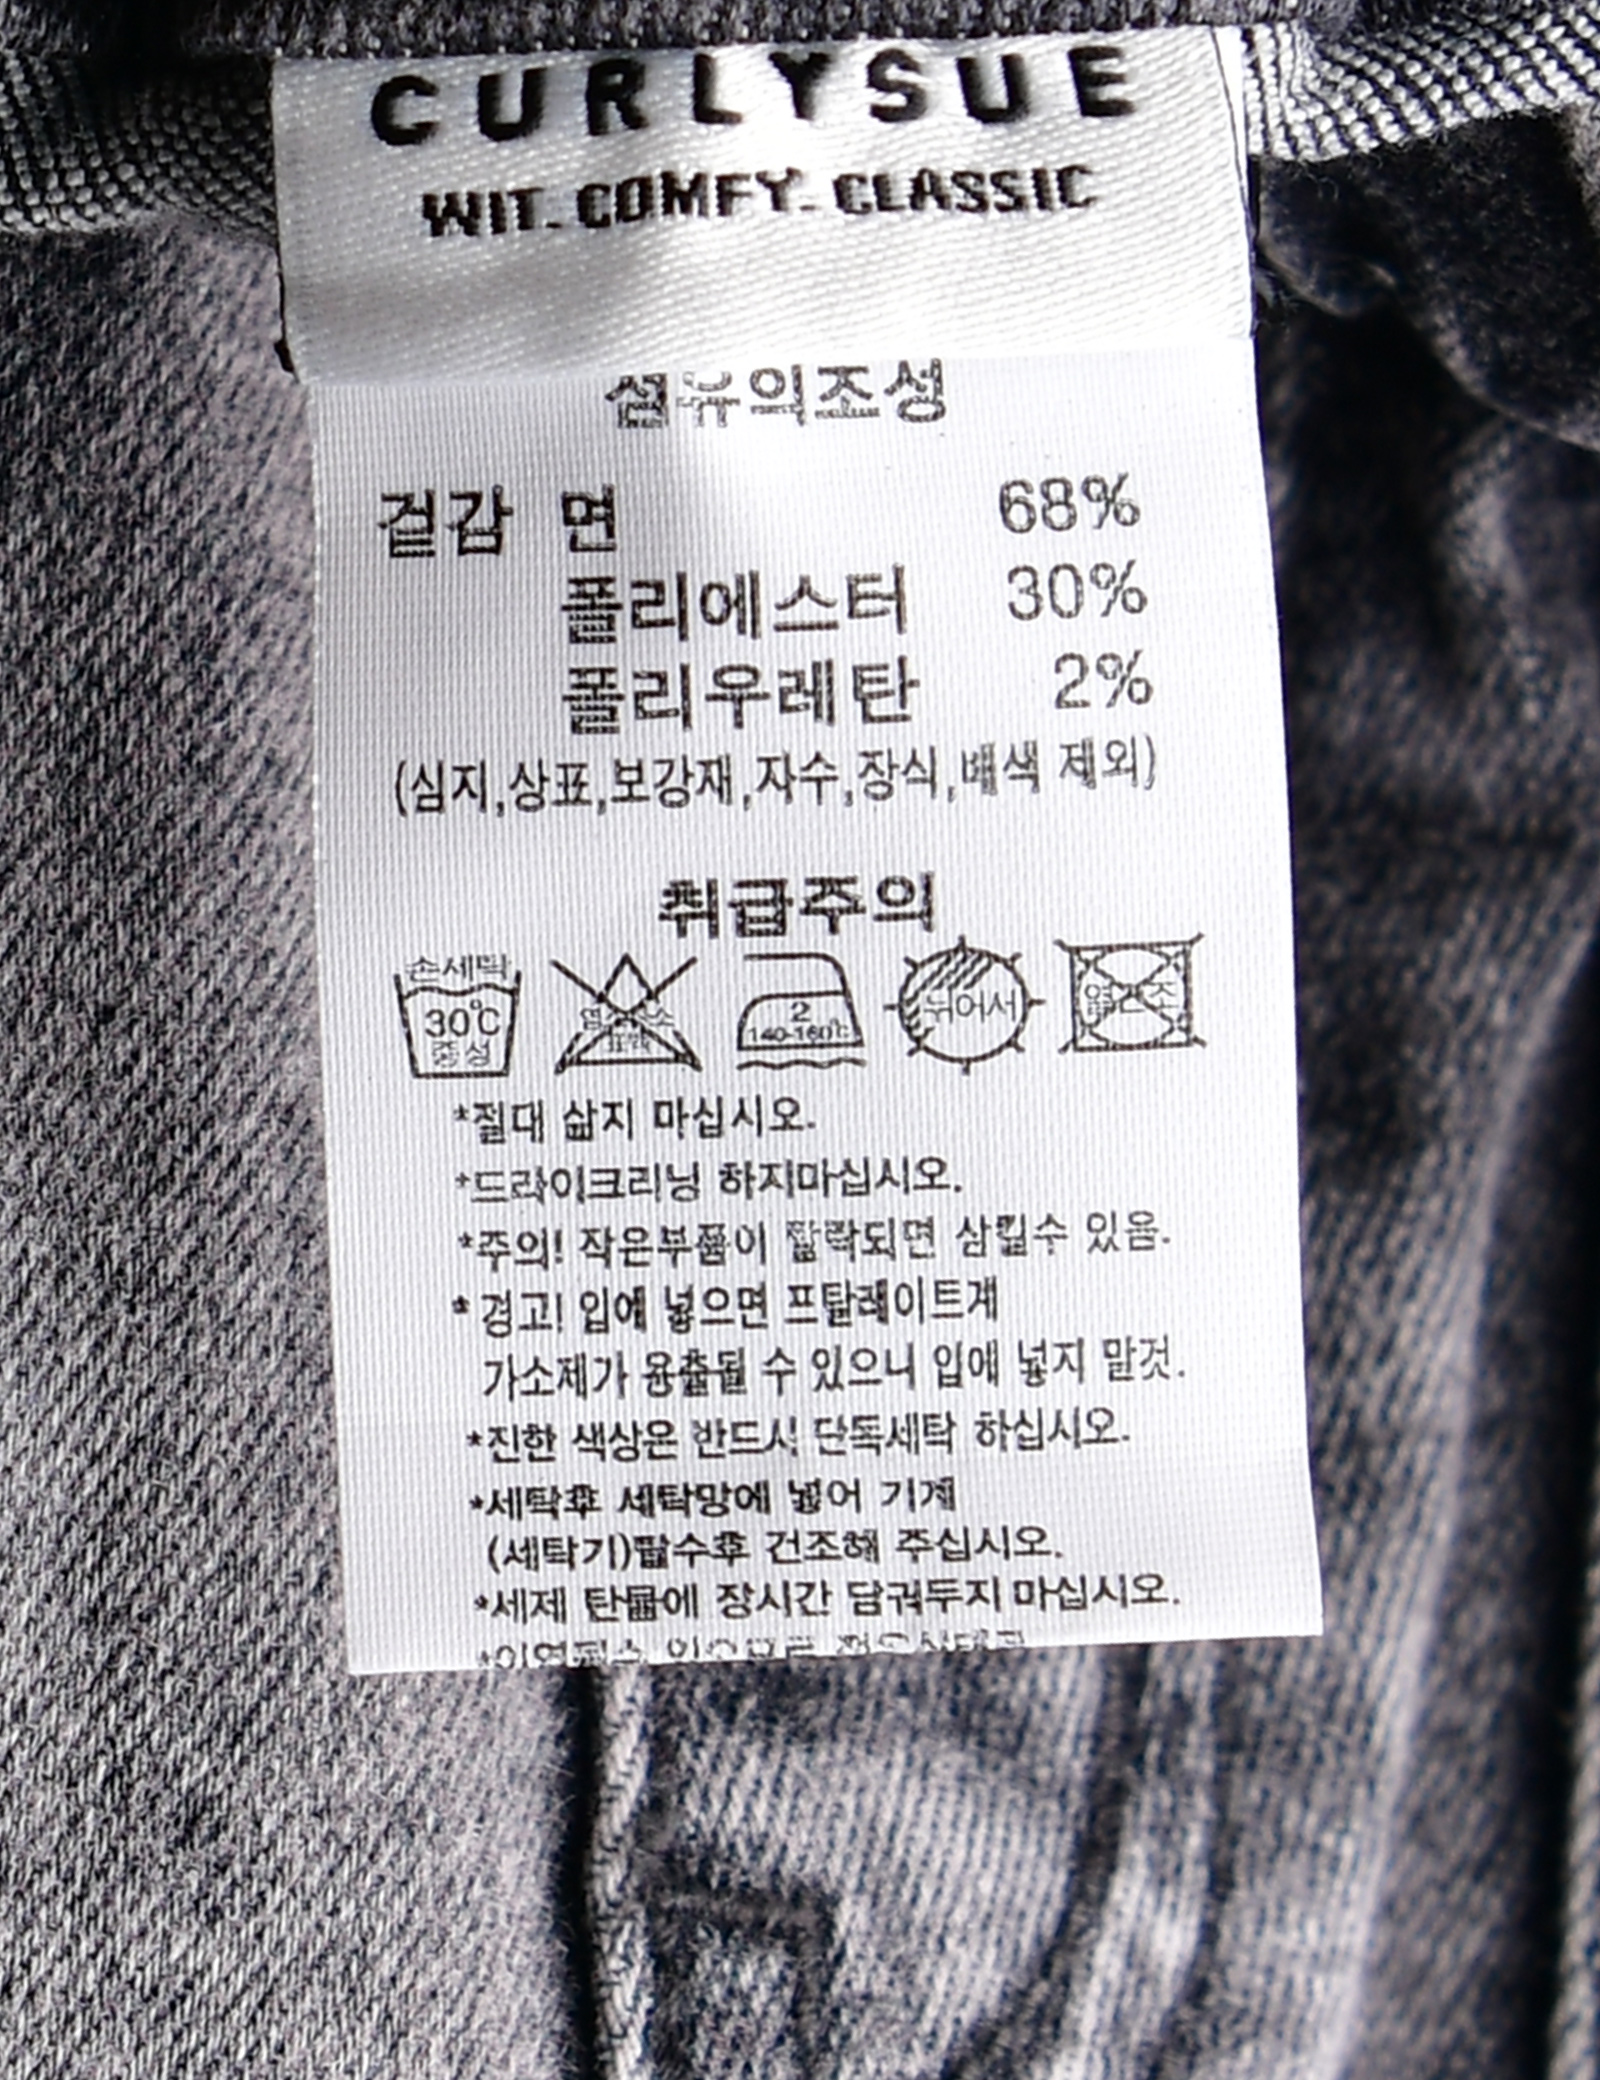 CURLYSUE
WIT. COMFY. CLASSIC
섬유의조성
겉감 면 68%
폴리에스터 30%
폴리우레탄 2%
(심지,상표,보강재,자수,장식,배색 제외)
취급주의
손세탁
30℃
중성
염소
표백
2
140-160℃
뉘어서
열건조
*절대 삶지 마십시오.
*드라이크리닝 하지마십시오.
*주의! 작은부품이 탈락되면 삼킬수 있음.
*경고! 입에 넣으면 프탈레이트계
가소제가 용출될 수 있으니 입에 넣지 말것.
*진한 색상은 반드시 단독세탁 하십시오.
*세탁후 세탁망에 넣어 기계
(세탁기)탈수후 건조해 주십시오.
*세제 탄물에 장시간 담궈두지 마십시오.